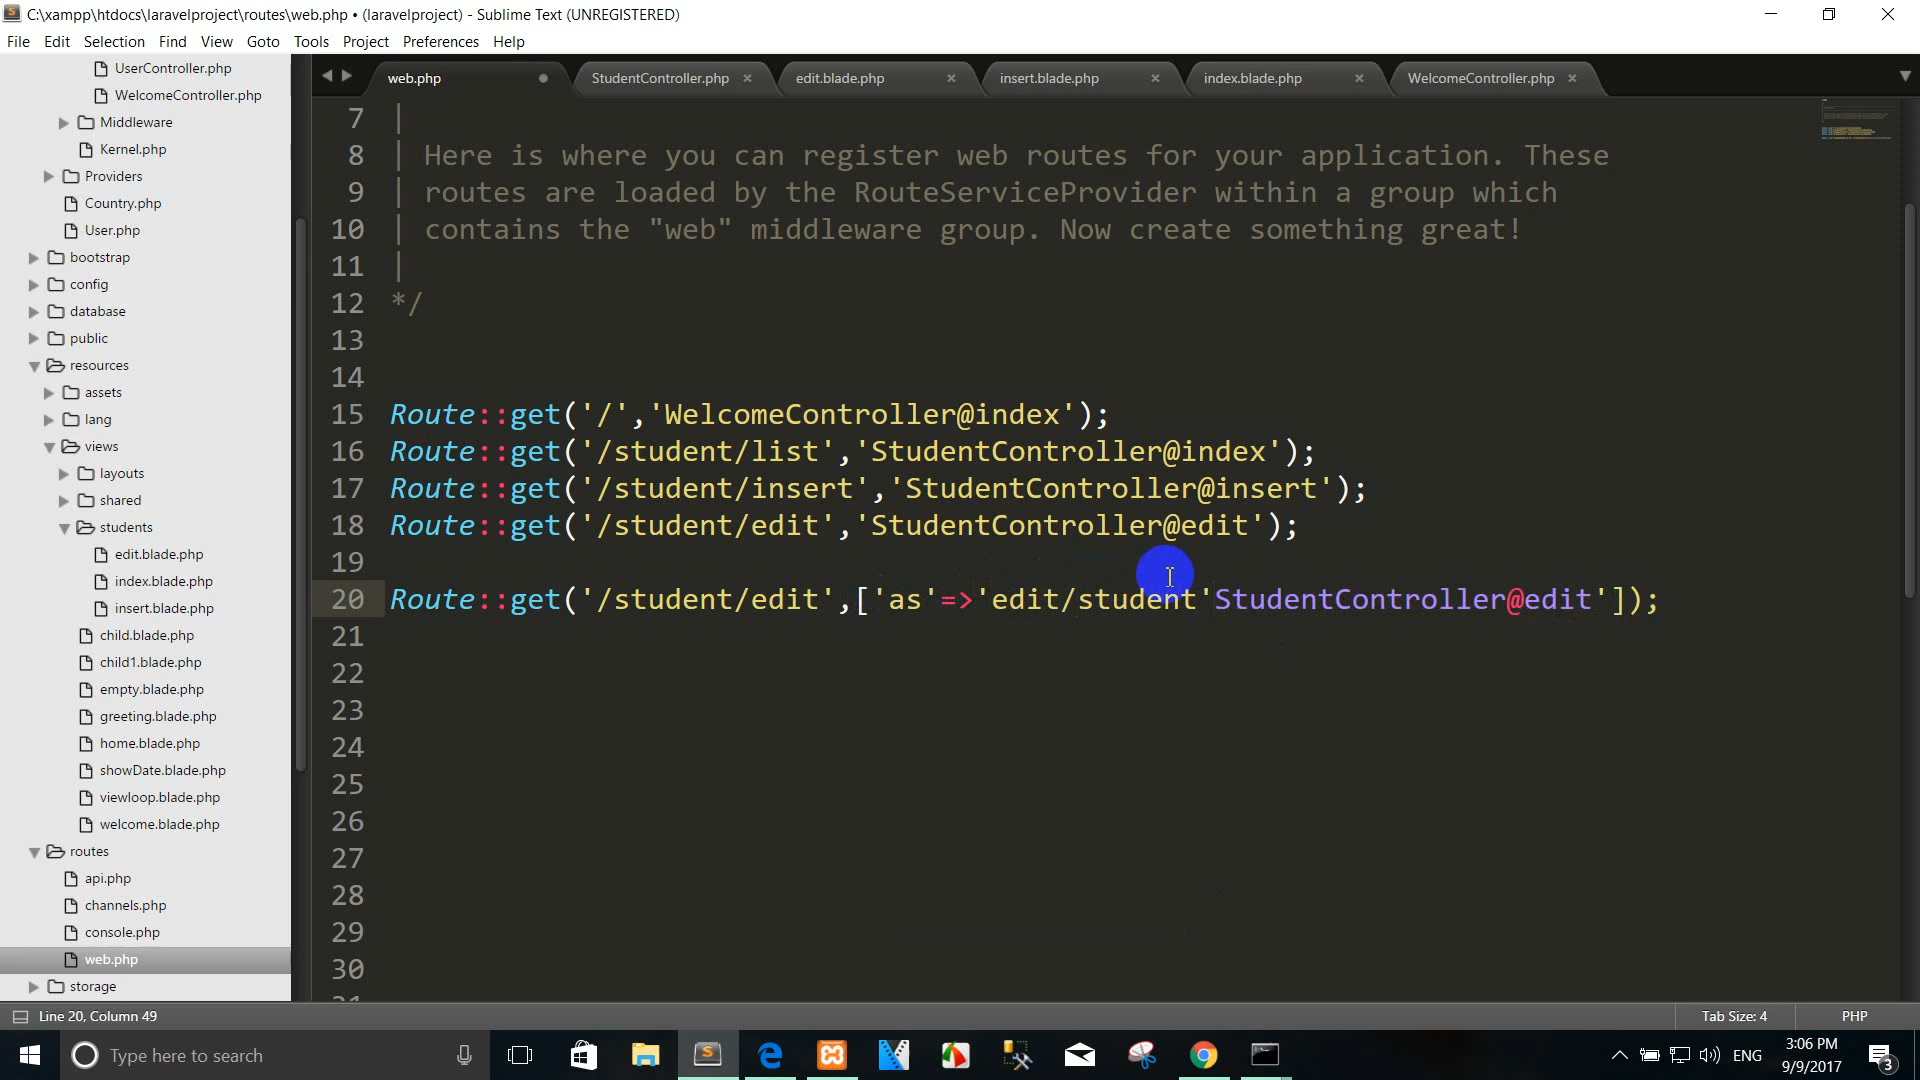 C:\xampp\htdocs\laravelproject\routes\web.php • (laravelproject) - Sublime Text (UNREGISTERED)
File Edit Selection Find View Goto Tools Project Preferences Help
UserController.php
WelcomeController.php
Middleware
Kernel.php
Providers
Country.php
User.php
bootstrap
config
database
public
resources
assets
lang
views
layouts
shared
students
edit.blade.php
index.blade.php
insert.blade.php
child.blade.php
child1.blade.php
empty.blade.php
greeting.blade.php
home.blade.php
showDate.blade.php
viewloop.blade.php
welcome.blade.php
routes
api.php
channels.php
console.php
web.php
storage
web.php StudentController.php edit.blade.php insert.blade.php index.blade.php WelcomeController.php
7 |
8 | Here is where you can register web routes for your application. These
9 | routes are loaded by the RouteServiceProvider within a group which
10 | contains the "web" middleware group. Now create something great!
11 |
12 */
13
14
15 Route::get('/','WelcomeController@index');
16 Route::get('/student/list','StudentController@index');
17 Route::get('/student/insert','StudentController@insert');
18 Route::get('/student/edit','StudentController@edit');
19
20 Route::get('/student/edit',['as'=>'edit/student'StudentController@edit']);
21
22
23
24
25
26
27
28
29
30
Line 20, Column 49 Tab Size: 4 PHP
Type here to search ENG 3:06 PM
9/9/2017 3